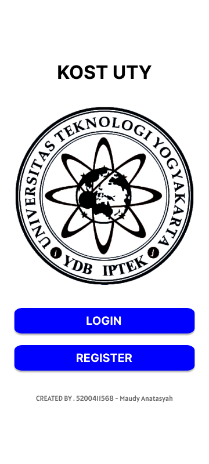 KOST UTY
UNIVERSITAS TEKNOLOGI YOGYAKARTA
YDB IPTEK
LOGIN
REGISTER
CREATED BY . 5200411568 - Maudy Anatasyah